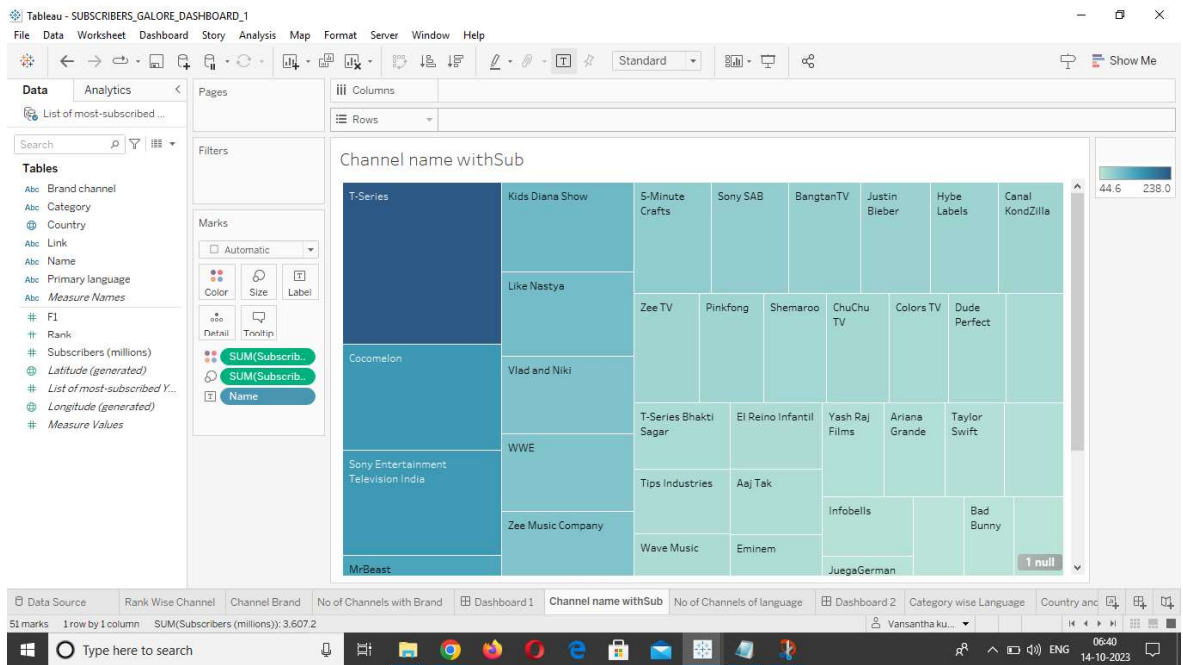 Tableau - SUBSCRIBERS_GALORE_DASHBOARD_1
File Data Worksheet Dashboard Story Analysis Map Format Server Window Help
Standard
Show Me
Data Analytics
List of most-subscribed ...
Search
Tables
Abc Brand channel
Abc Category
Country
Abc Link
Abc Name
Abc Primary language
Abc Measure Names
# F1
# Rank
# Subscribers (millions)
Latitude (generated)
# List of most-subscribed Y...
Longitude (generated)
# Measure Values
Pages
Filters
Marks
Automatic
Color Size Label
Detail Tooltip
SUM(Subscrib..
SUM(Subscrib..
Name
iii Columns
Rows
Channel name withSub
T-Series
Cocomelon
Sony Entertainment
Television India
MrBeast
Kids Diana Show
Like Nastya
Vlad and Niki
WWE
Zee Music Company
5-Minute
Crafts
Sony SAB
BangtanTV
Justin
Bieber
Hybe
Labels
Canal
KondZilla
Zee TV
Pinkfong
Shemaroo
ChuChu
TV
Colors TV
Dude
Perfect
T-Series Bhakti
Sagar
El Reino Infantil
Yash Raj
Films
Ariana
Grande
Taylor
Swift
Tips Industries
Aaj Tak
Infobells
Bad
Bunny
Wave Music
Eminem
JuegaGerman
1 null
44.6 238.0
Data Source Rank Wise Channel Channel Brand No of Channels with Brand Dashboard 1 Channel name withSub No of Channels of language Dashboard 2 Category wise Language Country anc
51 marks 1 row by 1 column SUM(Subscribers (millions)): 3,607.2
Vansantha ku...
Type here to search
ENG
06:40
14-10-2023